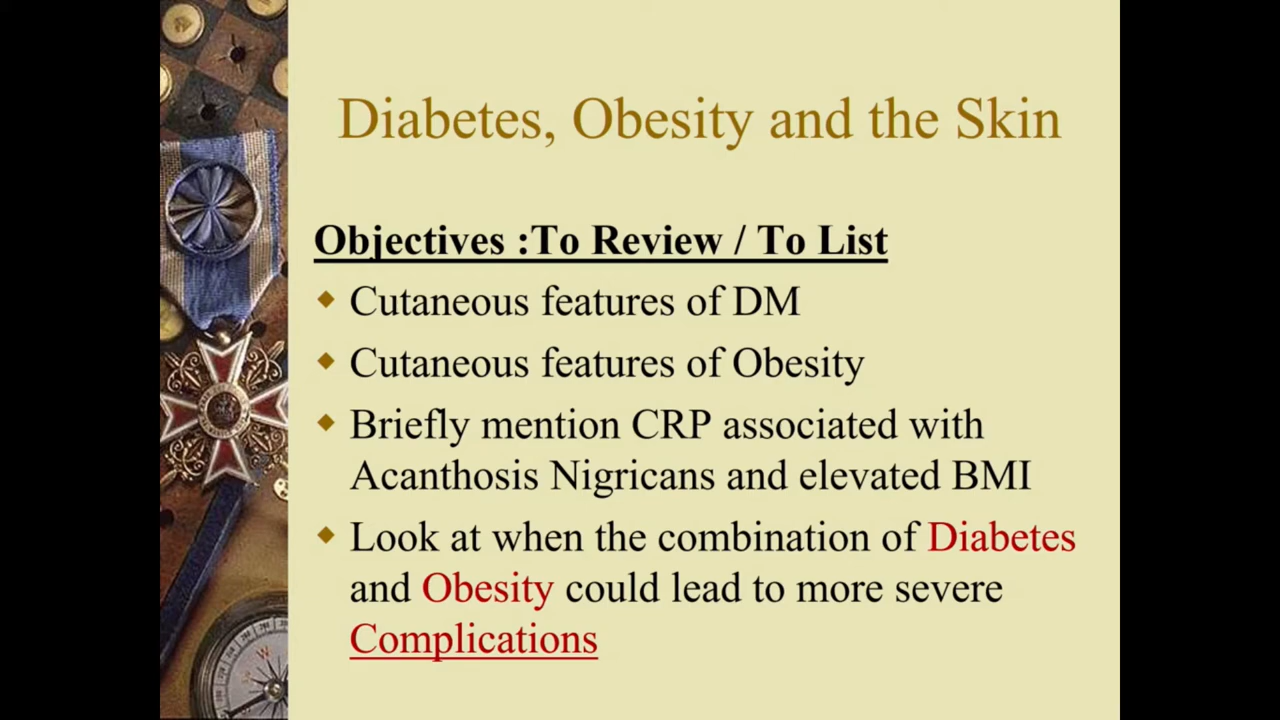 Diabetes, Obesity and the Skin
Objectives :To Review / To List
Cutaneous features of DM
Cutaneous features of Obesity
Briefly mention CRP associated with
Acanthosis Nigricans and elevated BMI
Look at when the combination of Diabetes
and Obesity could lead to more severe
Complications